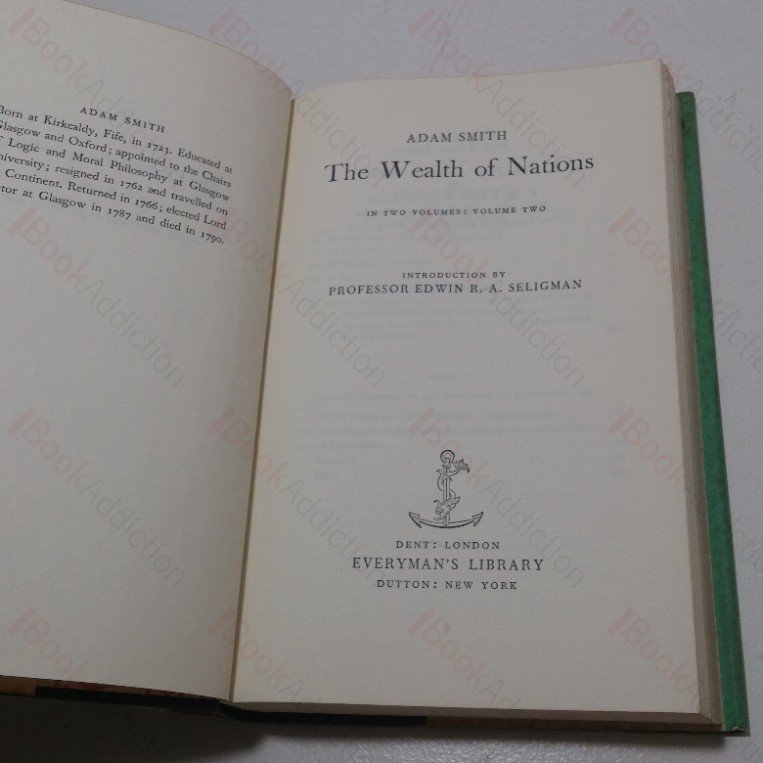 ADAM SMITH
Born at Kirkcaldy, Fife, in 1723. Educated at
Glasgow and Oxford; appointed to the Chairs
of Logic and Moral Philosophy at Glasgow
University; resigned in 1762 and travelled on
Continent. Returned in 1766; elected Lord
Rector at Glasgow in 1787 and died in 1790.
ADAM SMITH
The Wealth of Nations
IN TWO VOLUMES: VOLUME TWO
INTRODUCTION BY
PROFESSOR EDWIN R. A. SELIGMAN
DENT: LONDON
EVERYMAN'S LIBRARY
DUTTON: NEW YORK
BookAddiction